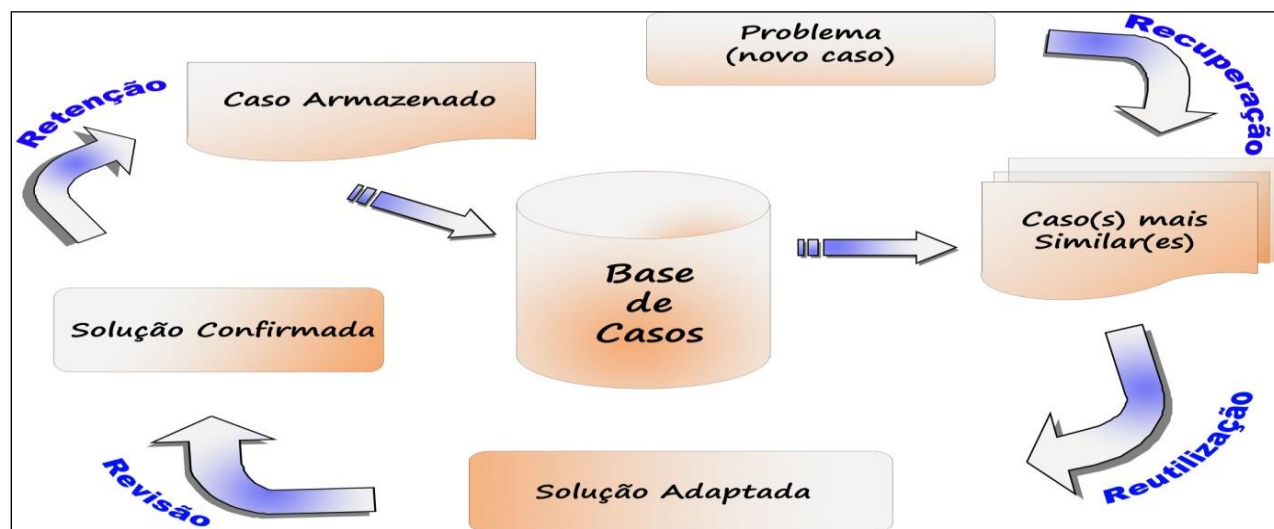 Problema
(novo caso)
Recuperação
Caso(s) mais
Similar(es)
Reutilização
Solução Adaptada
Revisão
Solução Confirmada
Retenção
Caso Armazenado
Base
de
Casos